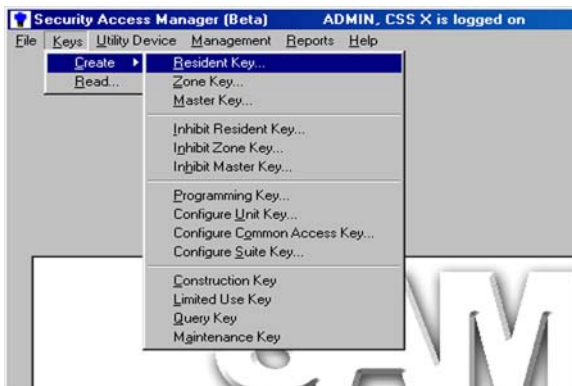 Security Access Manager (Beta) ADMIN, CSS X is logged on
File Keys Utility Device Management Reports Help
Create
Read...
Resident Key...
Zone Key...
Master Key...
Inhibit Resident Key...
Inhibit Zone Key...
Inhibit Master Key...
Programming Key...
Configure Unit Key...
Configure Common Access Key...
Configure Suite Key...
Construction Key
Limited Use Key
Query Key
Maintenance Key
SAM